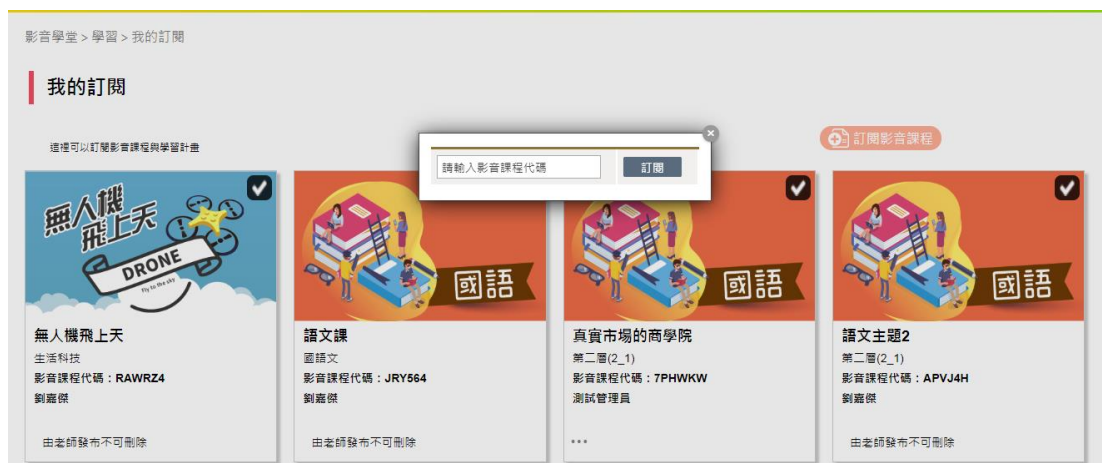 影音學堂 > 學習 > 我的訂閱
我的訂閱
這裡可以訂閱影音課程與學習計畫
訂閱影音課程
請輸入影音課程代碼
訂閱
無人機
飛上天
DRONE
Fly to the sky
無人機飛上天
生活科技
影音課程代碼：RAWRZ4
劉嘉傑
由老師發布不可刪除
國語
語文課
國語文
影音課程代碼：JRY564
劉嘉傑
由老師發布不可刪除
國語
真實市場的商學院
第二層(2_1)
影音課程代碼：7PHWKW
測試管理員
...
國語
語文主題2
第二層(2_1)
影音課程代碼：APVJ4H
劉嘉傑
由老師發布不可刪除